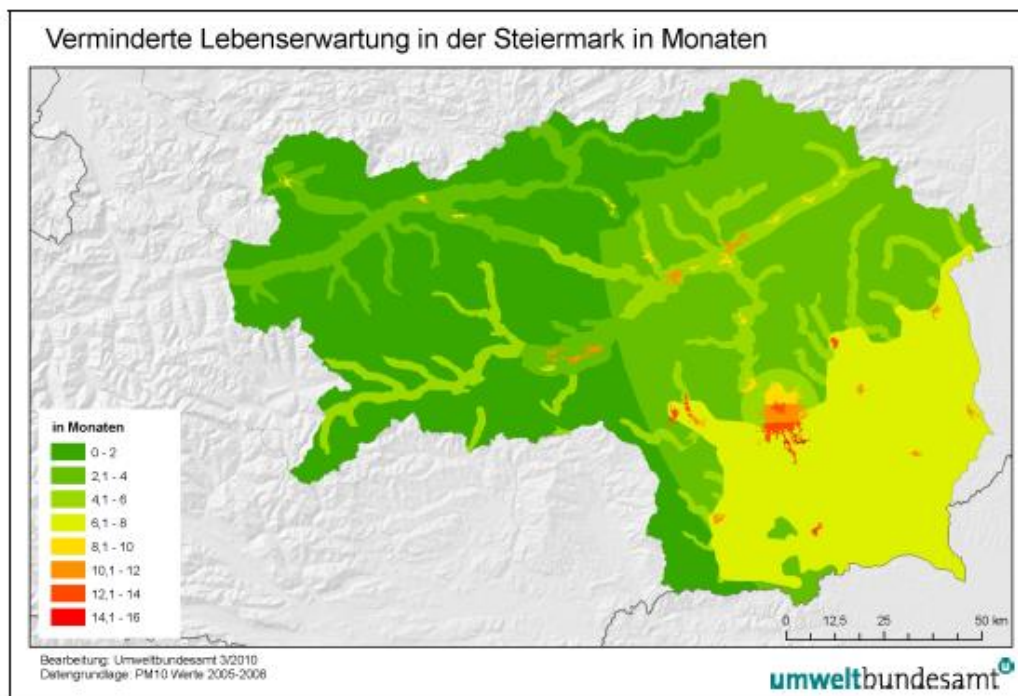 Verminderte Lebenserwartung in der Steiermark in Monaten
in Monaten
0 - 2
2,1 - 4
4,1 - 6
6,1 - 8
8,1 - 10
10,1 - 12
12,1 - 14
14,1 - 16
0 12,5 25 50 km
Bearbeitung: Umweltbundesamt 3/2010
Datengrundlage: PM10 Werte 2005-2008
umweltbundesamt